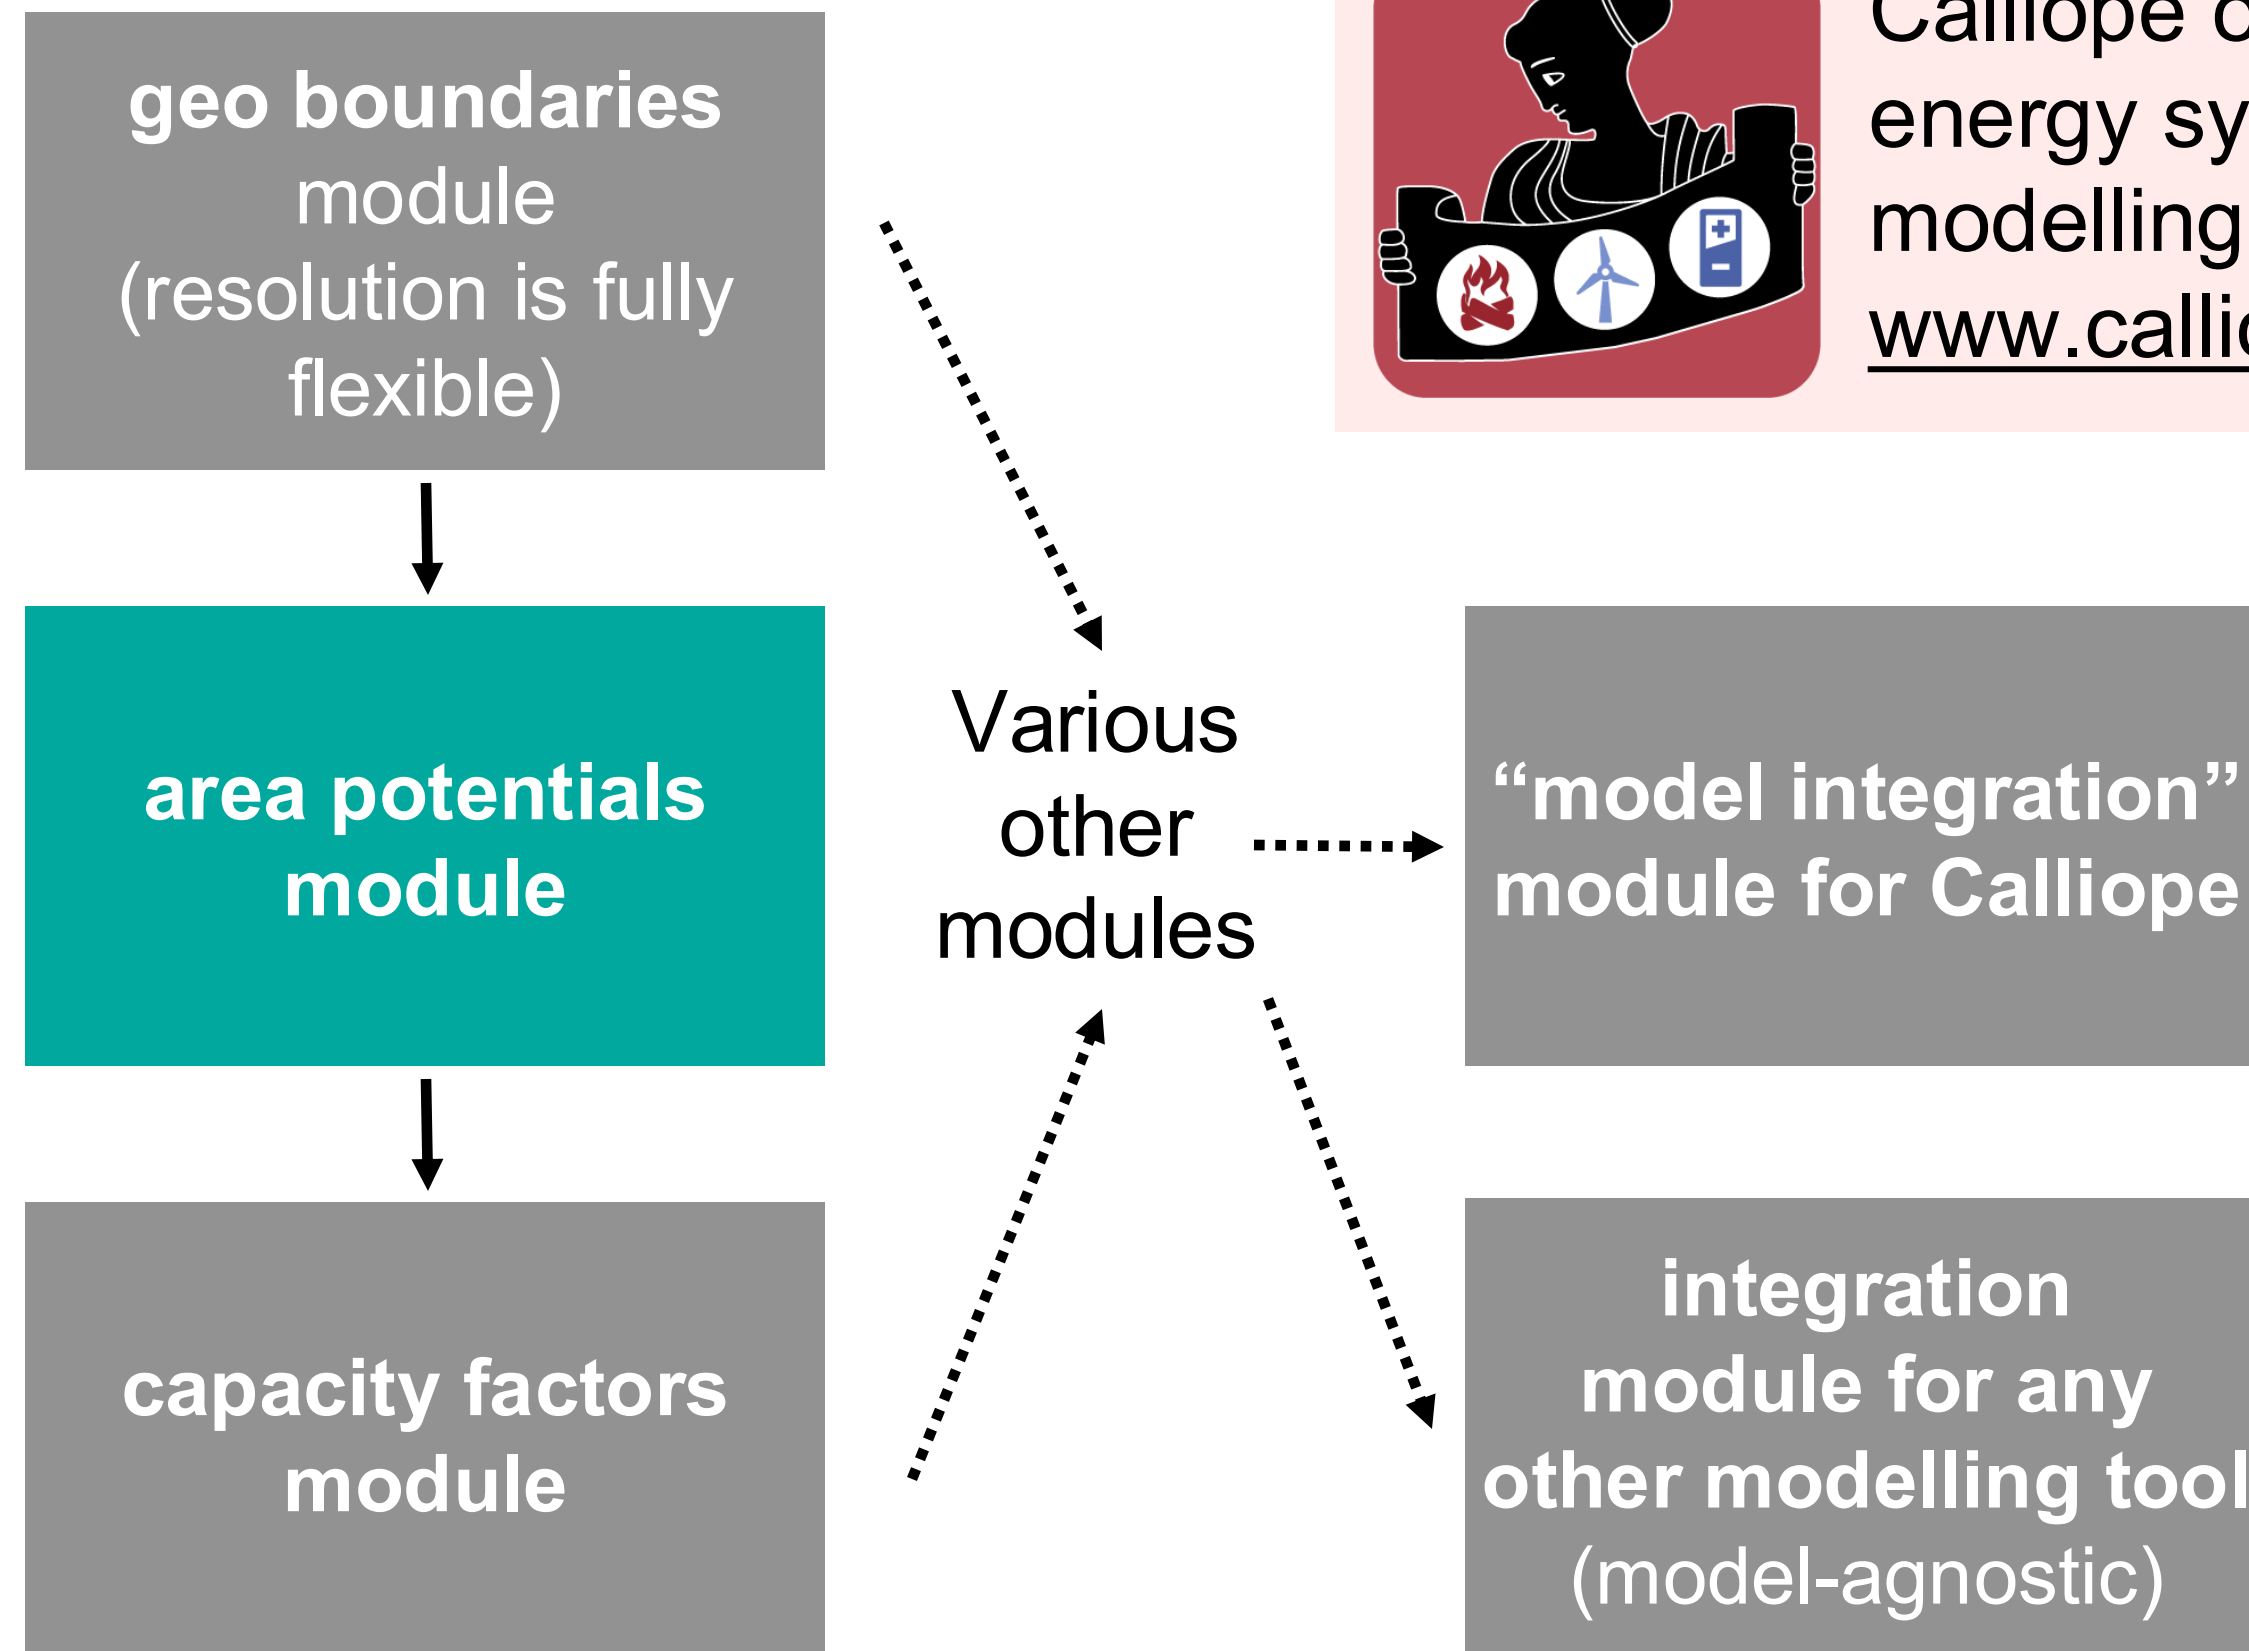 geo boundaries
module
(resolution is fully
flexible)
area potentials
module
capacity factors
module
Various
other
modules
Calliope
energy
modelling
“model integration”
module for Calliope
integration
module for any
other modelling tool
(model-agnostic)